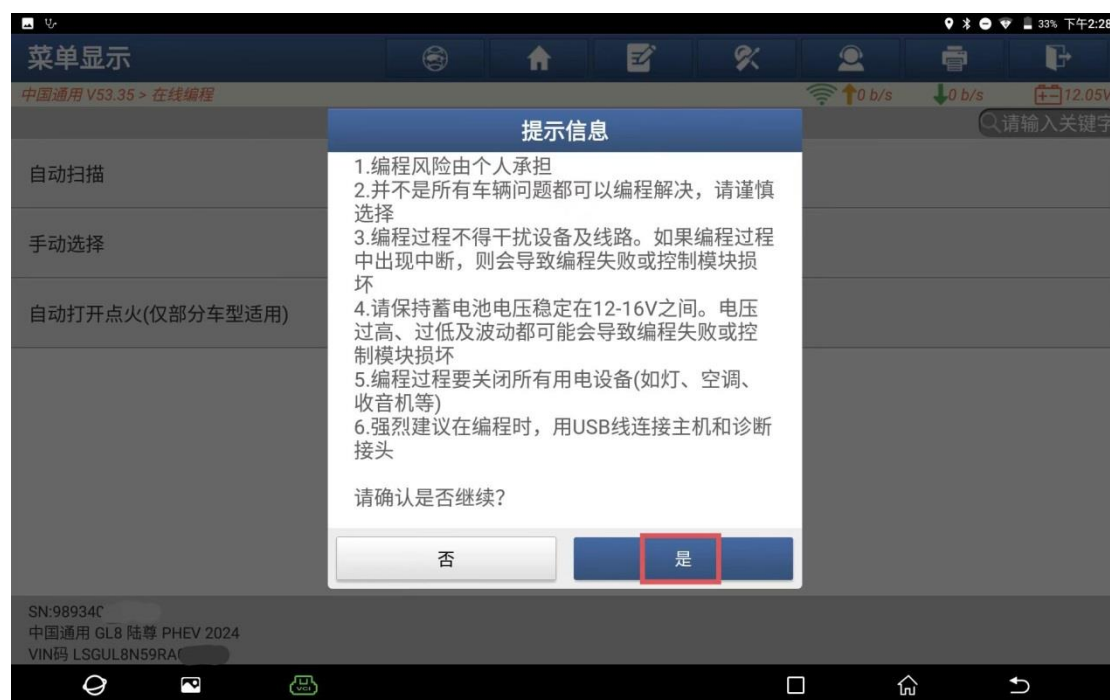 33% 下午2:28
菜单显示
中国通用 V53.35 > 在线编程
0 b/s
0 b/s
12.05V
请输入关键字
自动扫描
手动选择
自动打开点火(仅部分车型适用)
提示信息
1.编程风险由个人承担
2.并不是所有车辆问题都可以编程解决，请谨慎
选择
3.编程过程不得干扰设备及线路。如果编程过程
中出现中断，则会导致编程失败或控制模块损
坏
4.请保持蓄电池电压稳定在12-16V之间。电压
过高、过低及波动都可能会导致编程失败或控
制模块损坏
5.编程过程要关闭所有用电设备(如灯、空调、
收音机等)
6.强烈建议在编程时，用USB线连接主机和诊断
接头
请确认是否继续?
否
是
SN:98934
中国通用 GL8 陆尊 PHEV 2024
VIN码 LSGUL8N59RA
VCI